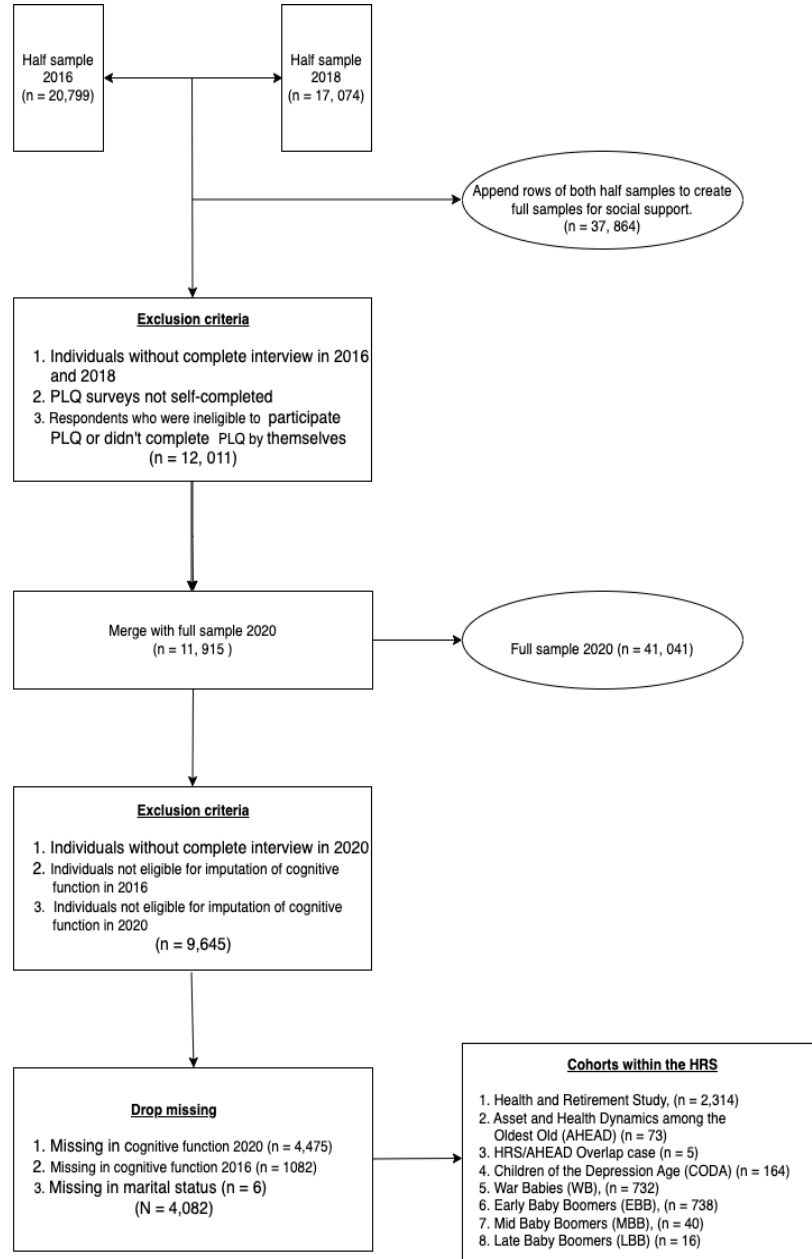 Half sample
2016
(n = 20,799)
Half sample
2018
(n = 17, 074)
Append rows of both half samples to create
full samples for social support.
(n = 37, 864)
Exclusion criteria
1. Individuals without complete interview in 2016
and 2018
2. PLQ surveys not self-completed
3. Respondents who were ineligible to participate
PLQ or didn't complete PLQ by themselves
(n = 12, 011)
Merge with full sample 2020
(n = 11, 915 )
Full sample 2020 (n = 41, 041)
Exclusion criteria
1. Individuals without complete interview in 2020
2. Individuals not eligible for imputation of cognitive
function in 2016
3. Individuals not eligible for imputation of cognitive
function in 2020
(n = 9,645)
Drop missing
1. Missing in cognitive function 2020 (n = 4,475)
2. Missing in cognitive function 2016 (n = 1082)
3. Missing in marital status (n = 6)
(N = 4,082)
Cohorts within the HRS
1. Health and Retirement Study, (n = 2,314)
2. Asset and Health Dynamics among the
Oldest Old (AHEAD) (n = 73)
3. HRS/AHEAD Overlap case (n = 5)
4. Children of the Depression Age (CODA) (n = 164)
5. War Babies (WB), (n = 732)
6. Early Baby Boomers (EBB), (n = 738)
7. Mid Baby Boomers (MBB), (n = 40)
8. Late Baby Boomers (LBB) (n = 16)